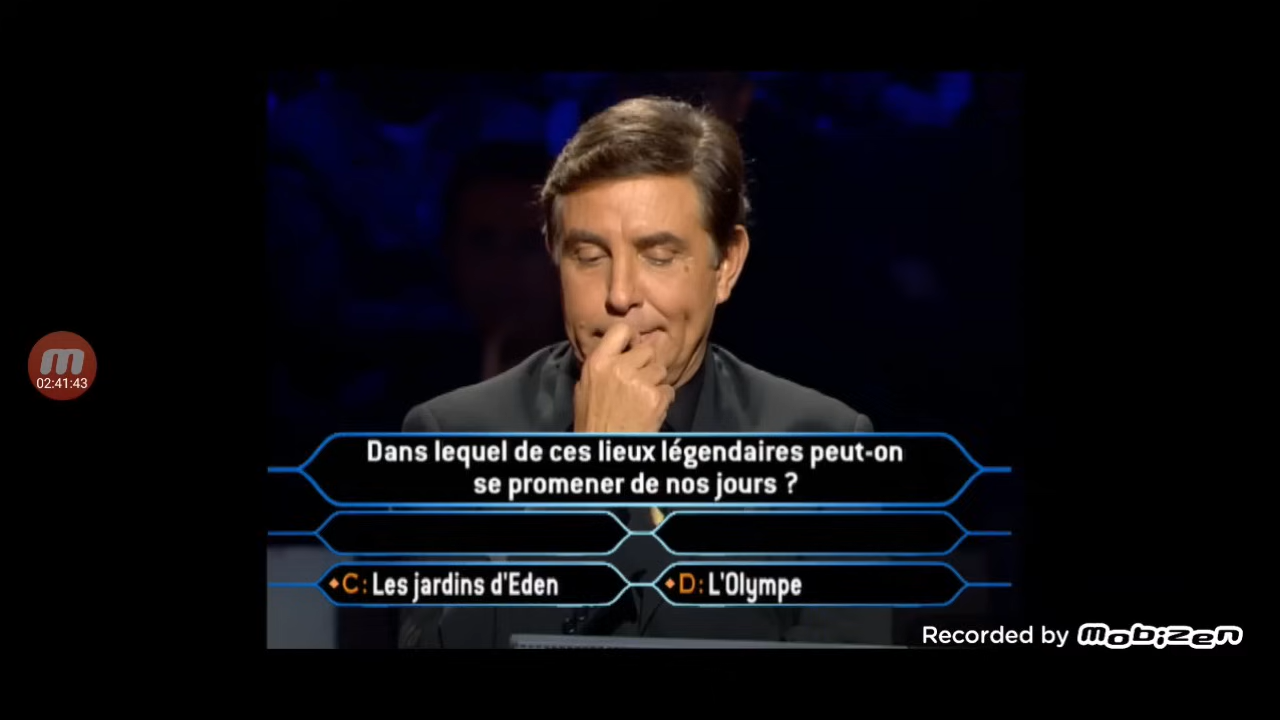 Dans lequel de ces lieux légendaires peut-on
se promener de nos jours ?
C: Les jardins d'Eden
D: L'Olympe
02:41:43
Recorded by mobizen